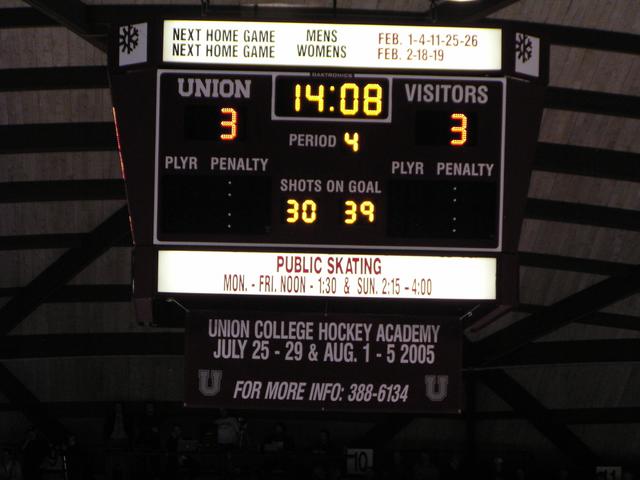 NEXT HOME GAME MENS FEB. 1-4-11-25-26
NEXT HOME GAME WOMENS FEB. 2-18-19
DAKTRONICS
UNION 14:08 VISITORS
3 3
PERIOD 4
PLYR PENALTY PLYR PENALTY
SHOTS ON GOAL
30 39
PUBLIC SKATING
MON. - FRI. NOON - 1:30 & SUN. 2:15 - 4:00
UNION COLLEGE HOCKEY ACADEMY
JULY 25 - 29 & AUG. 1 - 5 2005
U FOR MORE INFO: 388-6134 U
10
11